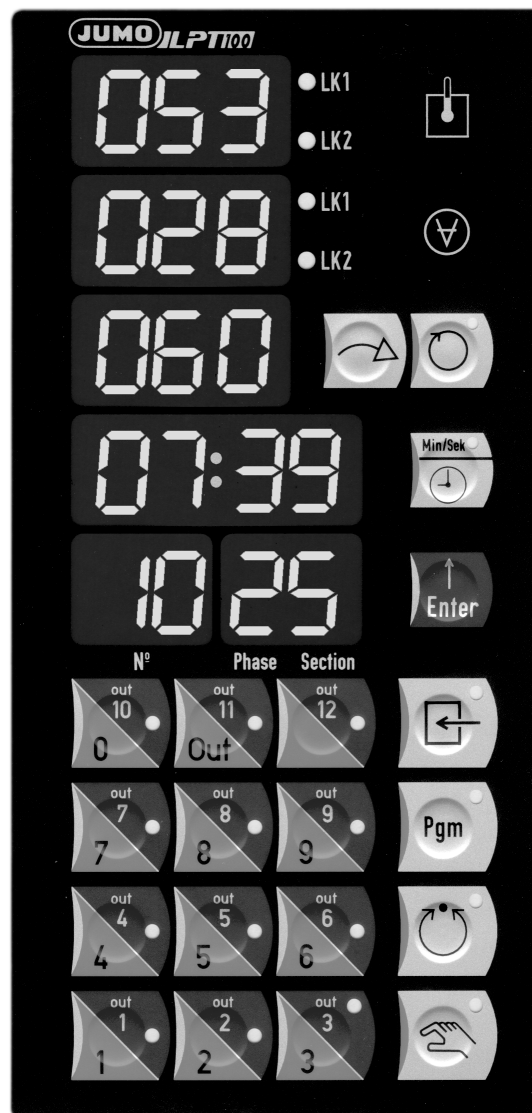 JUMO JLPT100
053
LK1
LK2
028
LK1
LK2
060
07:39
Min/Sek
10 25
Enter
Nº Phase Section
out 10 0
out 11 Out
out 12
out 7 7
out 8 8
out 9 9
Pgm
out 4 4
out 5 5
out 6 6
out 1 1
out 2 2
out 3 3